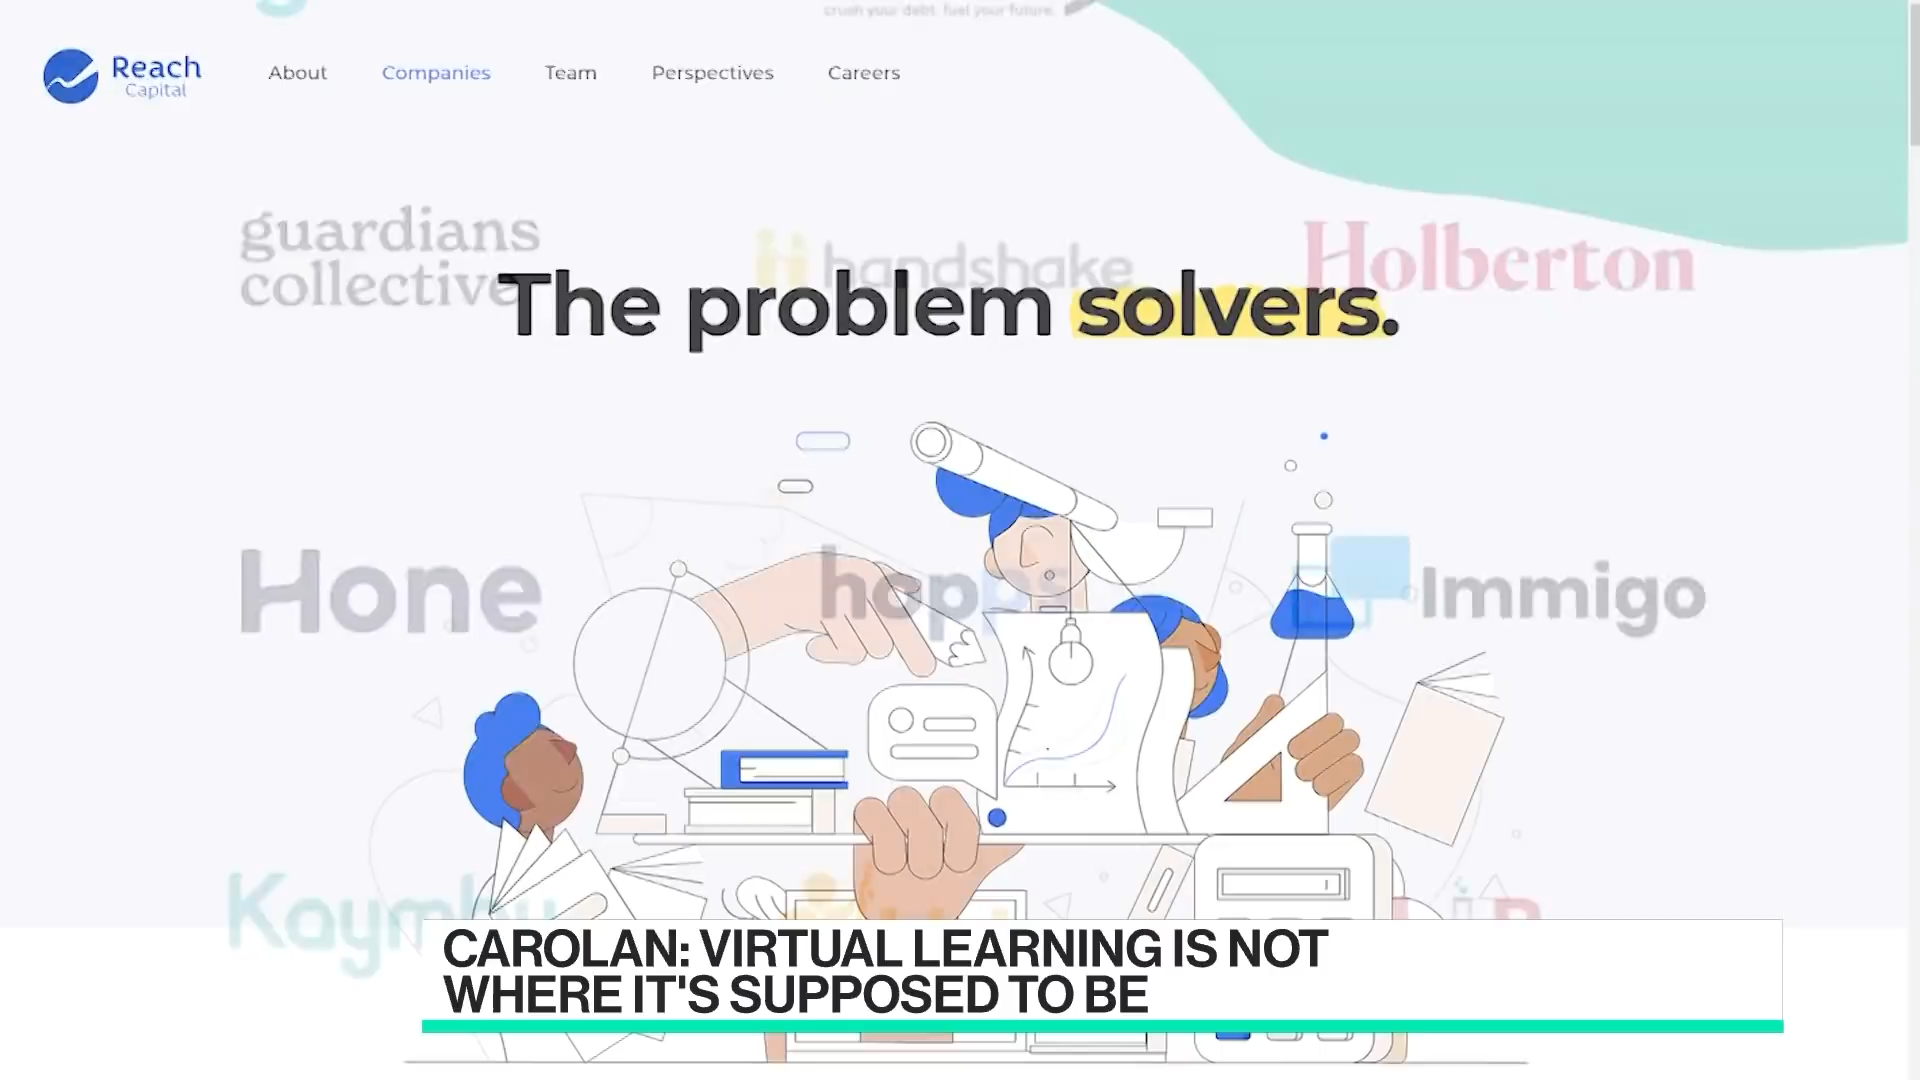 crush your debt. fuel your future.
Reach
Capital
About
Companies
Team
Perspectives
Careers
guardians
collective
handshake
Holberton
The problem solvers.
Hone
Immigo
CAROLAN: VIRTUAL LEARNING IS NOT
WHERE IT'S SUPPOSED TO BE